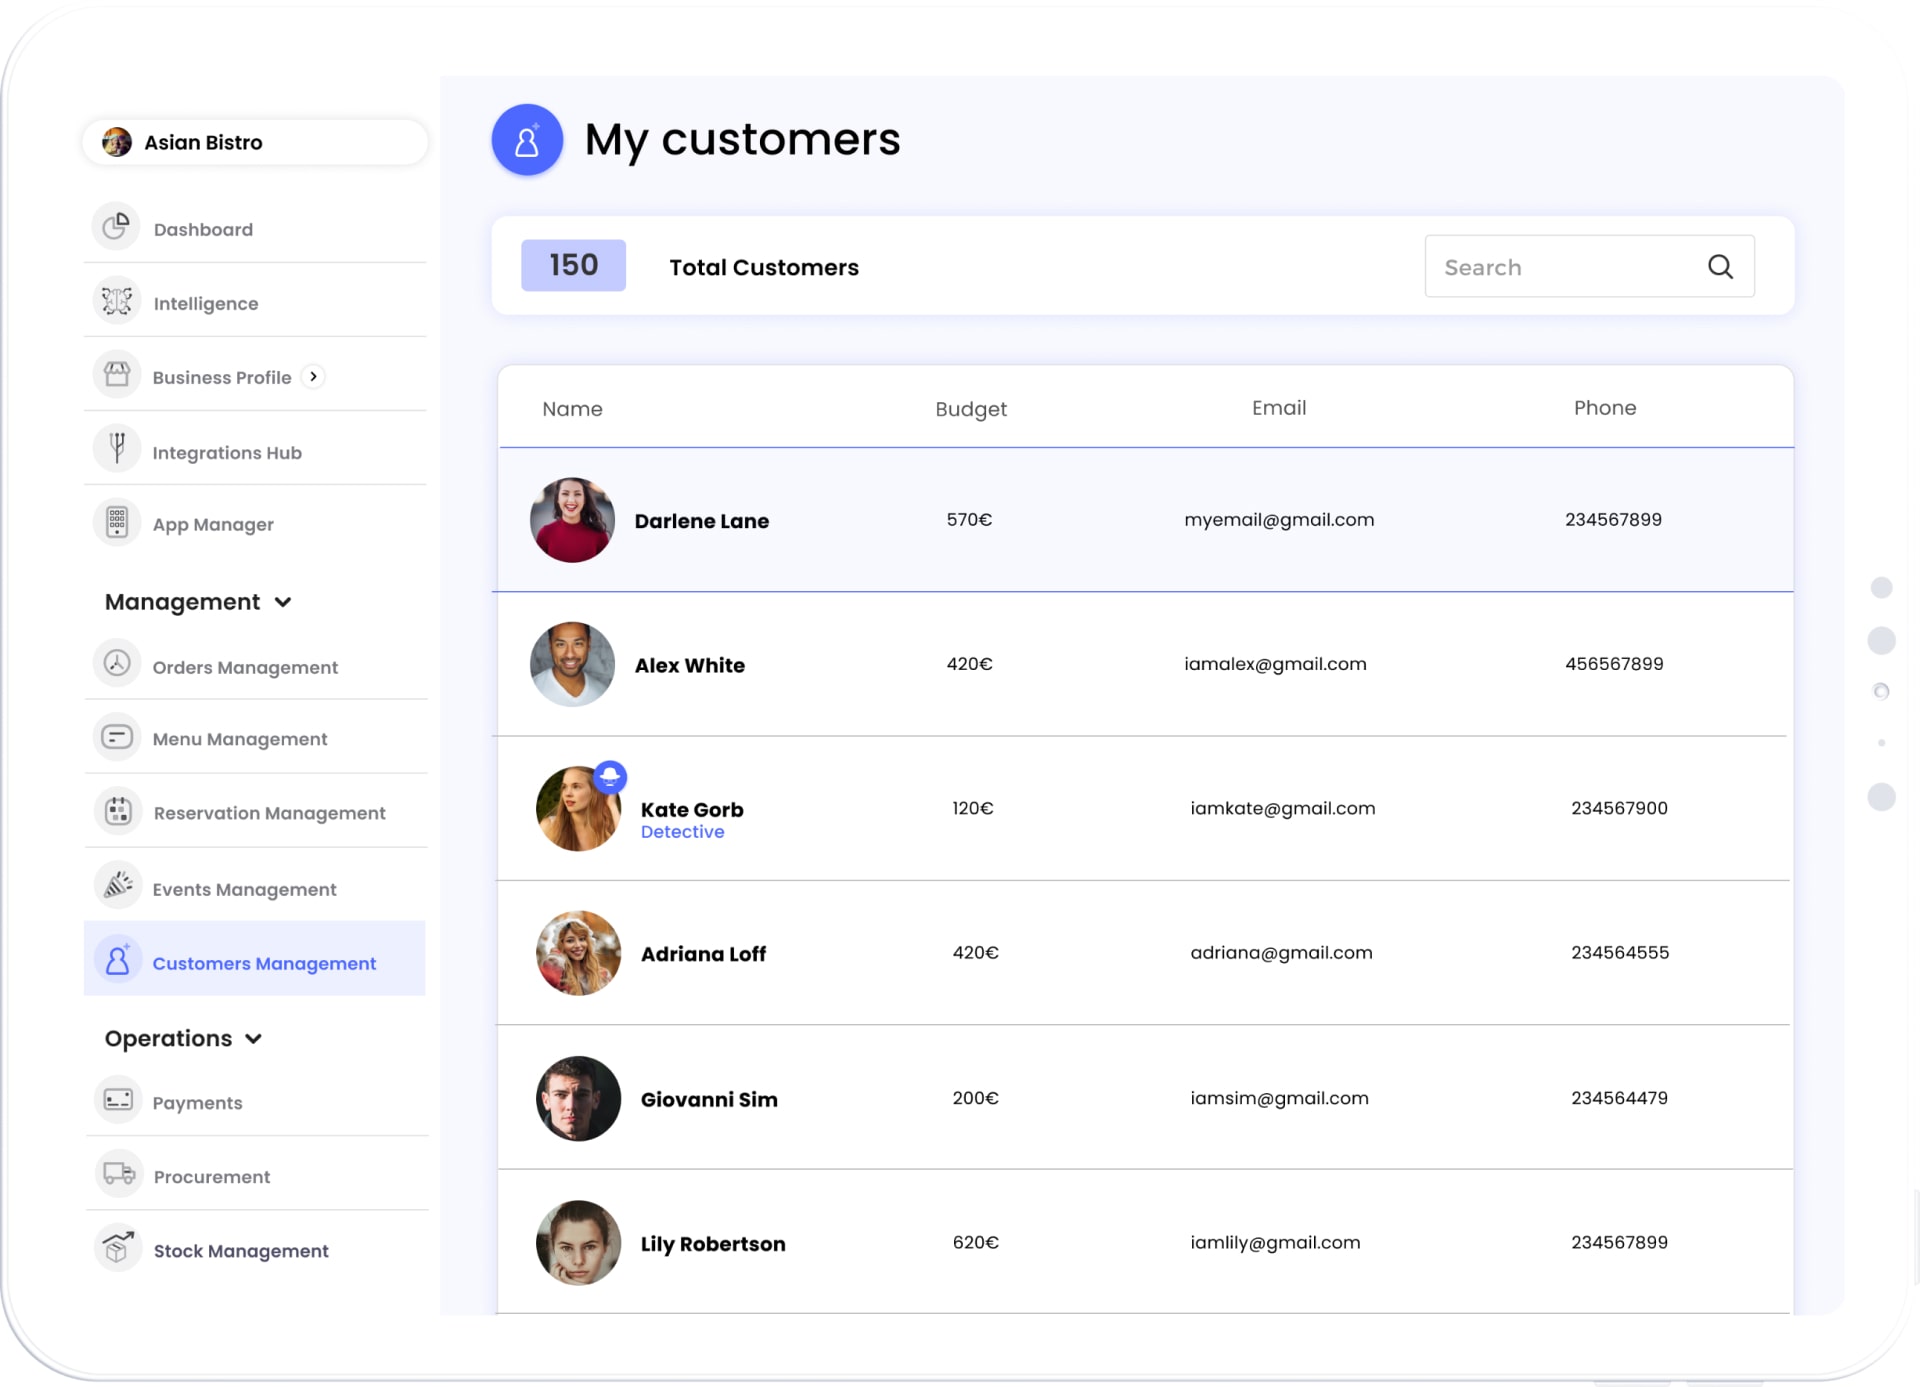 Asian Bistro
Dashboard
Intelligence
Business Profile
Integrations Hub
App Manager
Management
Orders Management
Menu Management
Reservation Management
Events Management
Customers Management
Operations
Payments
Procurement
Stock Management
My customers
150 Total Customers Search
Name Budget Email Phone
Darlene Lane 570€ myemail@gmail.com 234567899
Alex White 420€ iamalex@gmail.com 456567899
Kate Gorb 120€ iamkate@gmail.com 234567900
Detective
Adriana Loff 420€ adriana@gmail.com 234564555
Giovanni Sim 200€ iamsim@gmail.com 234564479
Lily Robertson 620€ iamlily@gmail.com 234567899